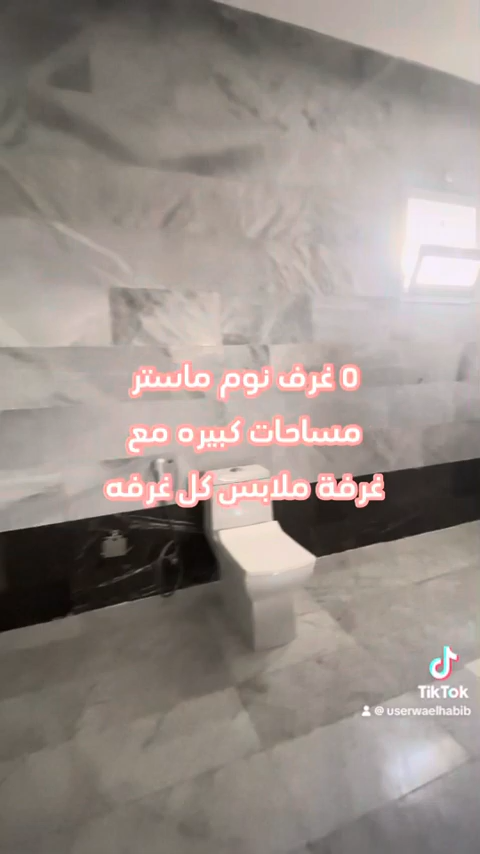 ٥ غرف نوم ماستر
مساحات كبيره مع
غرفة ملابس كل غرفه
TikTok
@userwaelhabib